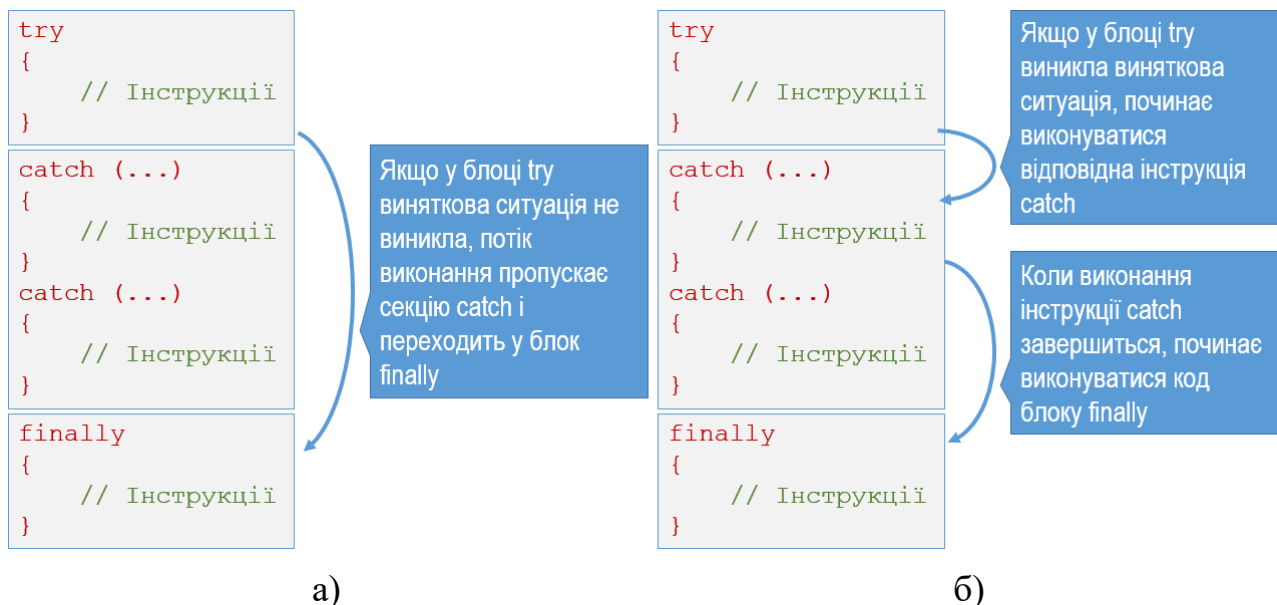 try
{
// Інструкції
}
catch (...)
{
// Інструкції
}
catch (...)
{
// Інструкції
}
finally
{
// Інструкції
}
Якщо у блоці try
виняткова ситуація не
виникла, потік
виконання пропускає
секцію catch і
переходить у блок
finally
а)
try
{
// Інструкції
}
catch (...)
{
// Інструкції
}
catch (...)
{
// Інструкції
}
finally
{
// Інструкції
}
Якщо у блоці try
виникла виняткова
ситуація, починає
виконуватися
відповідна інструкція
catch
Коли виконання
інструкції catch
завершиться, починає
виконуватися код
блоку finally
б)